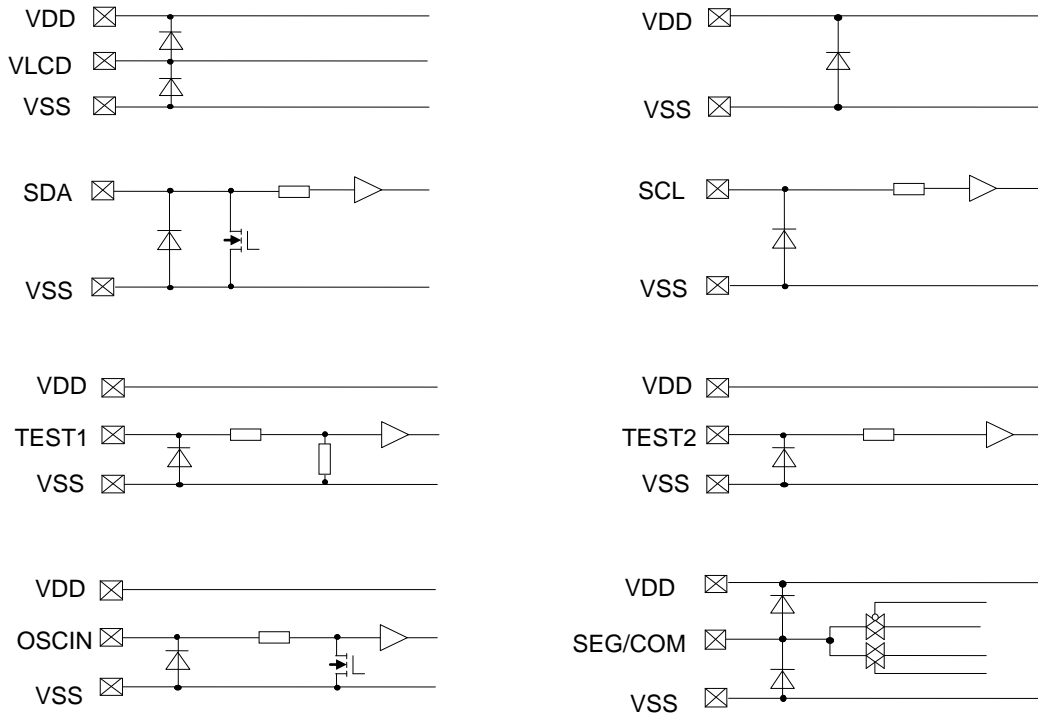 VDD
VLCD
VSS
VDD
VSS
SDA
VSS
SCL
VSS
VDD
TEST1
VSS
VDD
TEST2
VSS
VDD
OSCIN
VSS
VDD
SEG/COM
VSS